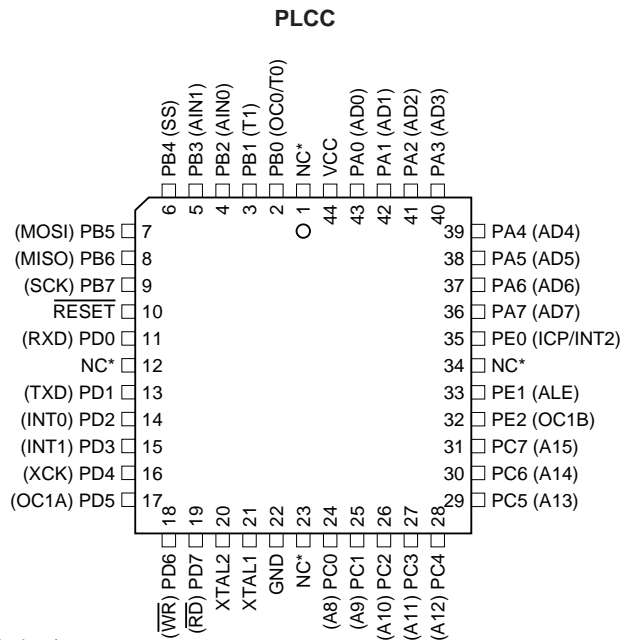 PLCC
PB4 (SS)
PB3 (AIN1)
PB2 (AIN0)
PB1 (T1)
PB0 (OC0/T0)
NC*
VCC
PA0 (AD0)
PA1 (AD1)
PA2 (AD2)
PA3 (AD3)
6 5 4 3 2 1 44 43 42 41 40
(MOSI) PB5 7
(MISO) PB6 8
(SCK) PB7 9
RESET 10
(RXD) PD0 11
NC* 12
(TXD) PD1 13
(INT0) PD2 14
(INT1) PD3 15
(XCK) PD4 16
(OC1A) PD5 17
39 PA4 (AD4)
38 PA5 (AD5)
37 PA6 (AD6)
36 PA7 (AD7)
35 PE0 (ICP/INT2)
34 NC*
33 PE1 (ALE)
32 PE2 (OC1B)
31 PC7 (A15)
30 PC6 (A14)
29 PC5 (A13)
18 19 20 21 22 23 24 25 26 27 28
(WR) PD6
(RD) PD7
XTAL2
XTAL1
GND
NC*
(A8) PC0
(A9) PC1
(A10) PC2
(A11) PC3
(A12) PC4